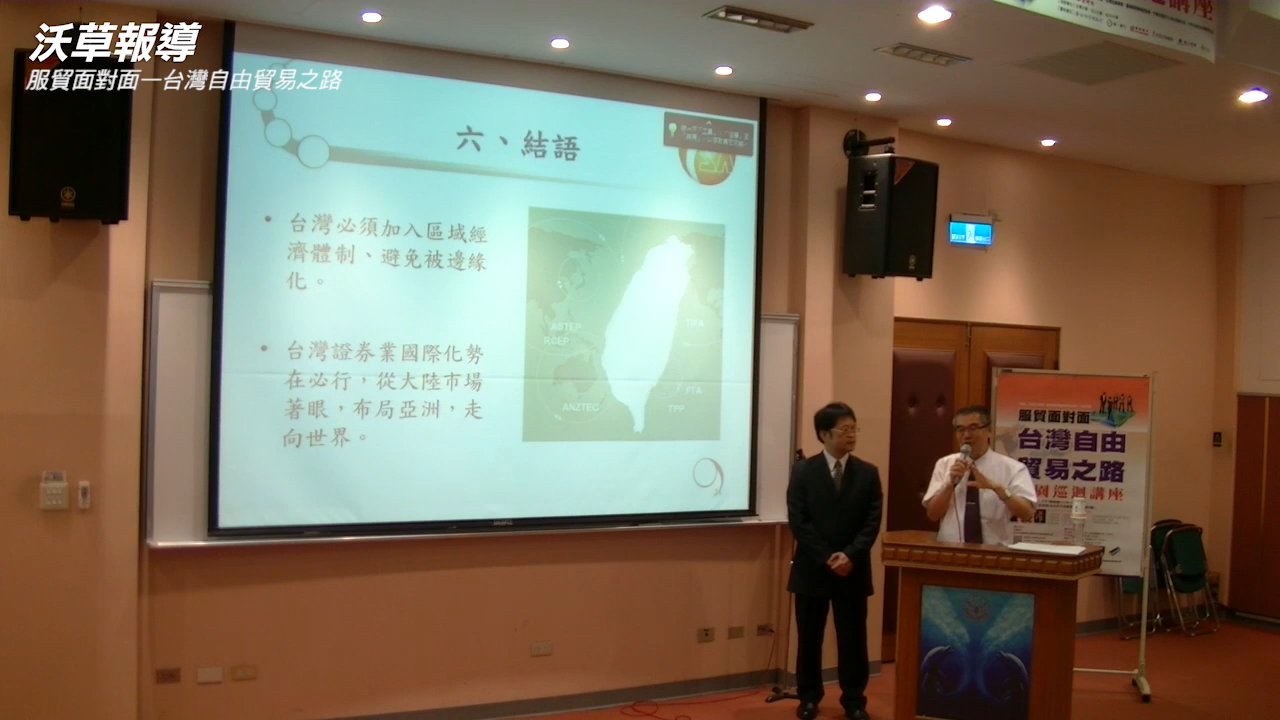 沃草報導
服貿面對面—台灣自由貿易之路
講座
六、結語
• 台灣必須加入區域經
濟體制、避免被邊緣
化。
• 台灣證券業國際化勢
在必行，從大陸市場
著眼，布局亞洲，走
向世界。
ASTEP
RCEP
ANZTEC
FTA
TPP
服貿面對面
台灣自由
貿易之路
園巡迴講座